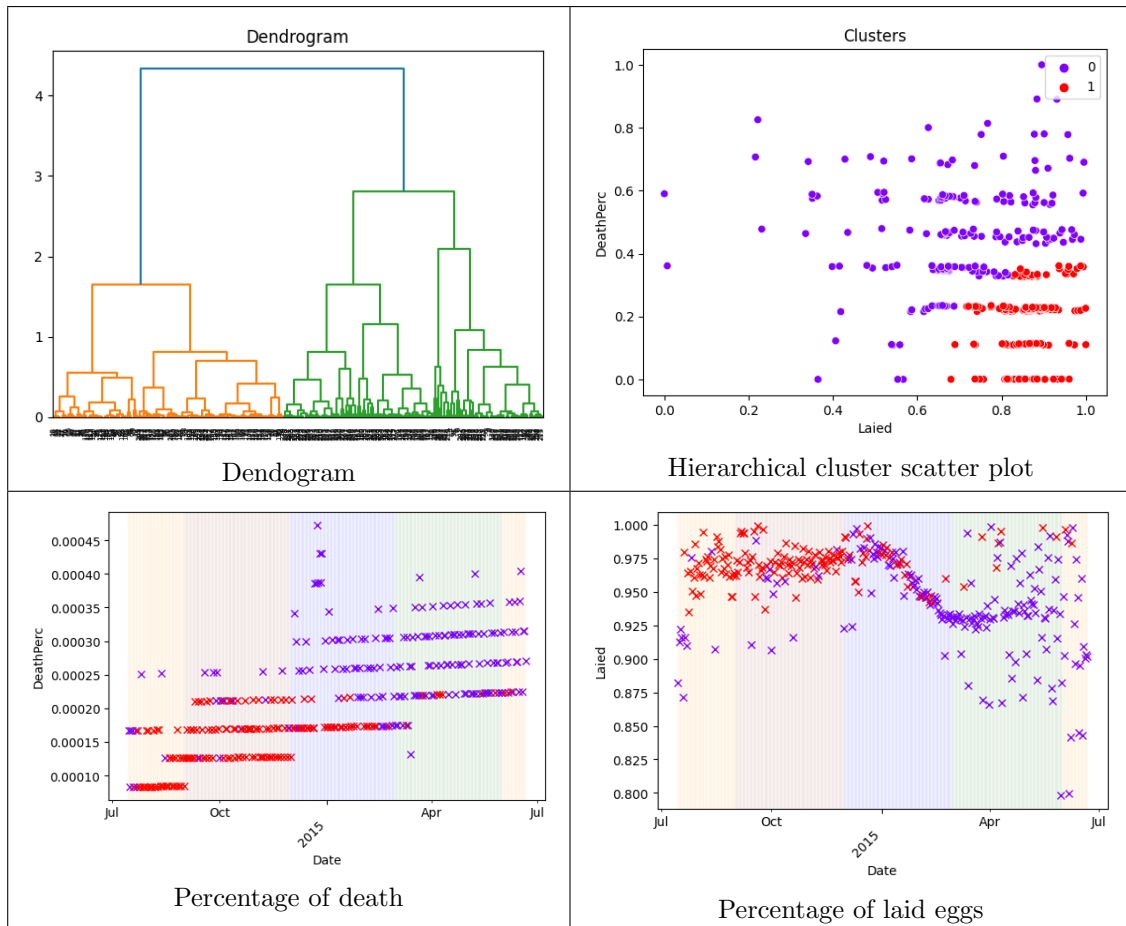 Dendrogram
4
3
2
1
0
Dendogram
Clusters
0
1
DeathPerc
1.0
0.8
0.6
0.4
0.2
0.0
0.0 0.2 0.4 0.6 0.8 1.0
Laied
Hierarchical cluster scatter plot
DeathPerc
0.00045
0.00040
0.00035
0.00030
0.00025
0.00020
0.00015
0.00010
Jul Oct 2015 Apr Jul
Date
Percentage of death
Laied
1.000
0.975
0.950
0.925
0.900
0.875
0.850
0.825
0.800
Jul Oct 2015 Apr Jul
Date
Percentage of laid eggs